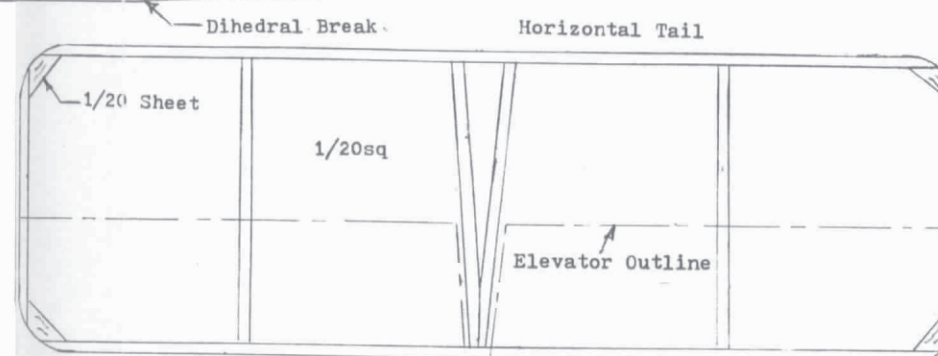 Dihedral Break
Horizontal Tail
1/20 Sheet
1/20sq
Elevator Outline